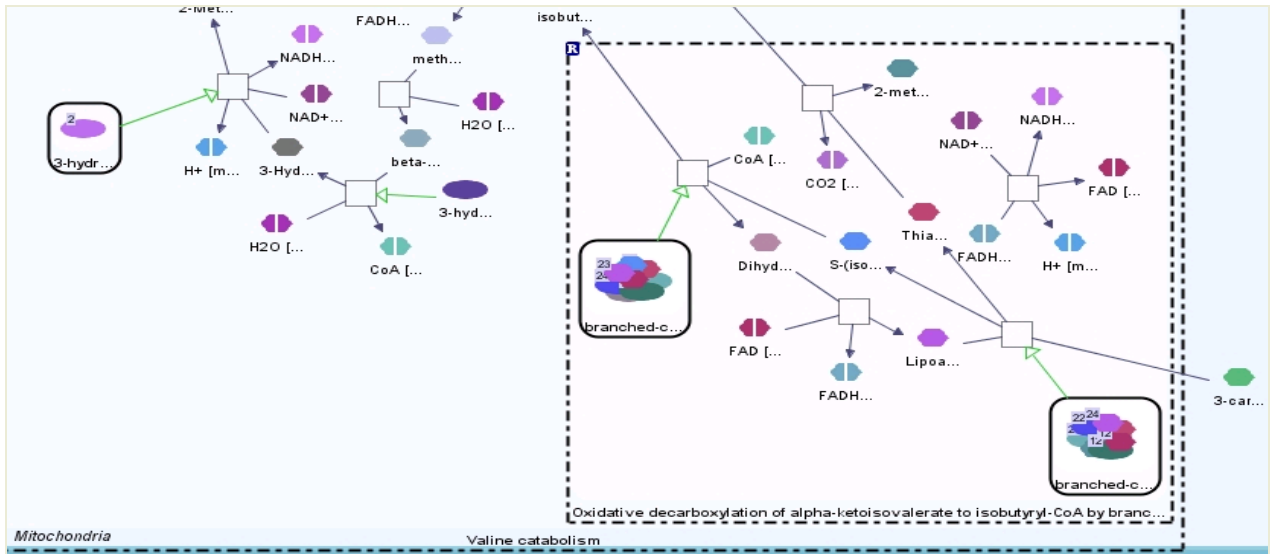 2-Met...
FADH...
isobut...
R
NADH...
meth...
2-met...
NADH...
2
NAD+...
H2O [...
NAD+...
3-hydr...
H+ [m...
3-Hyd...
beta-...
CoA [...
CO2 [...
FAD [...
3-hyd...
H2O [...
CoA [...
Thia...
Dihyd...
S-(iso...
FADH...
H+ [m...
23
24
branched-c...
FAD [...
Lipoa...
FADH...
3-car...
22
24
2
12
12
branched-c...
Oxidative decarboxylation of alpha-ketoisovalerate to isobutyryl-CoA by branc...
Mitochondria
Valine catabolism